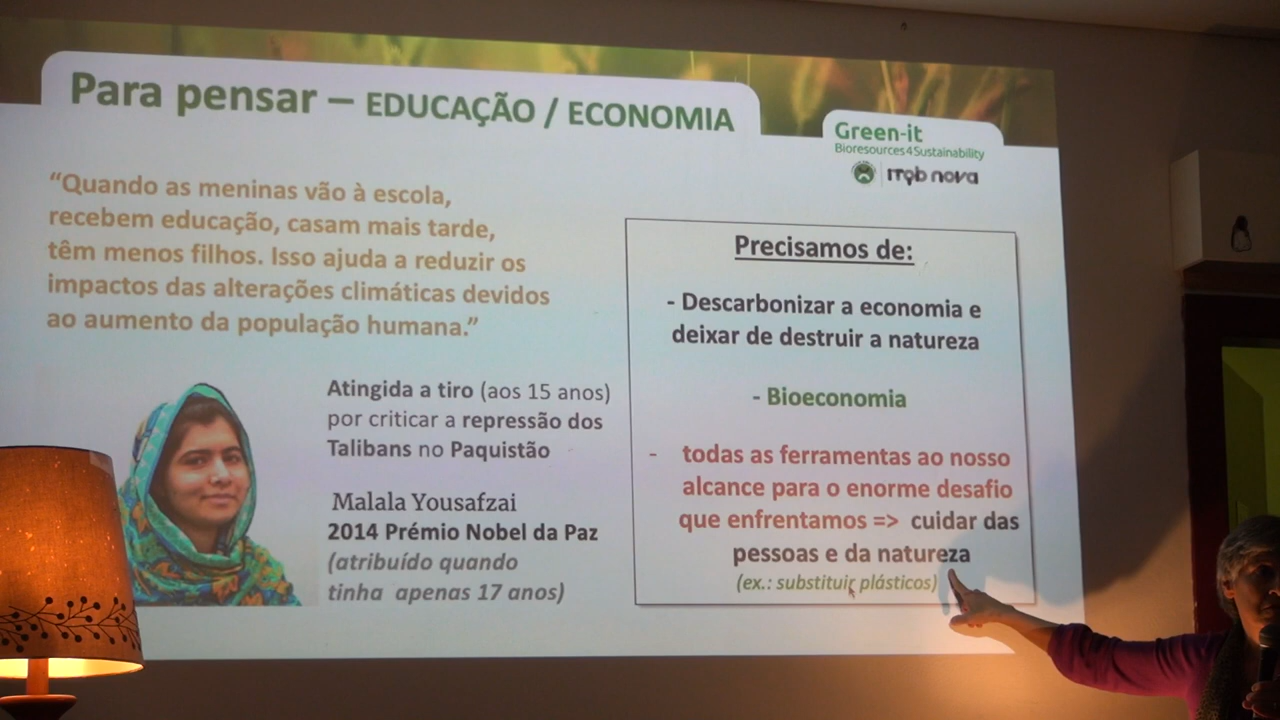 Para pensar – EDUCAÇÃO / ECONOMIA
Green-it
Bioresources4Sustainability
ITQb nova
“Quando as meninas vão à escola,
recebem educação, casam mais tarde,
têm menos filhos. Isso ajuda a reduzir os
impactos das alterações climáticas devidos
ao aumento da população humana.”
Atingida a tiro (aos 15 anos)
por criticar a repressão dos
Talibans no Paquistão
Malala Yousafzai
2014 Prémio Nobel da Paz
(atribuído quando
tinha apenas 17 anos)
Precisamos de:
- Descarbonizar a economia e
deixar de destruir a natureza
- Bioeconomia
- todas as ferramentas ao nosso
alcance para o enorme desafio
que enfrentamos => cuidar das
pessoas e da natureza
(ex.: substituir plásticos)